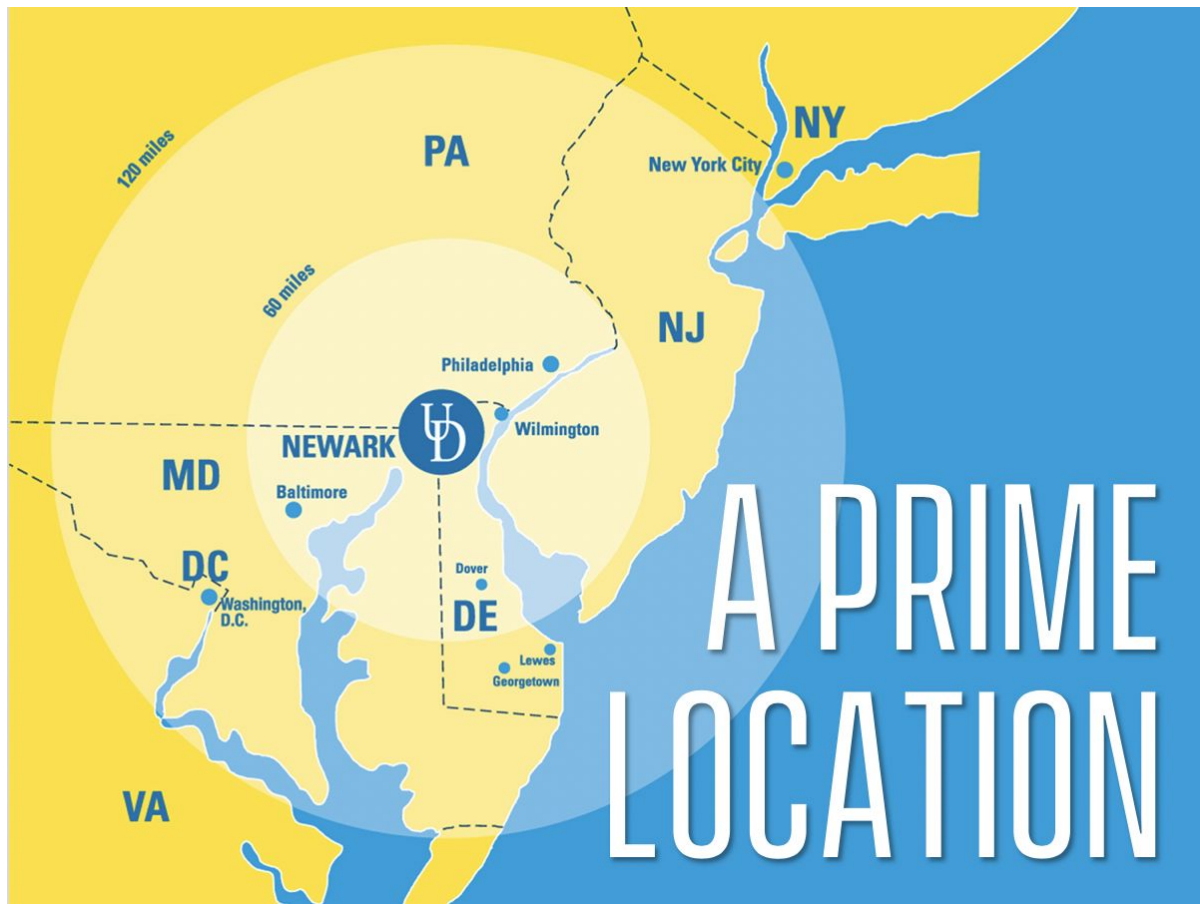 120 miles
PA
NY
New York City
60 miles
NJ
Philadelphia
UD
Wilmington
NEWARK
MD
Baltimore
DC
Washington,
D.C.
Dover
DE
Lewes
Georgetown
VA
A PRIME
LOCATION